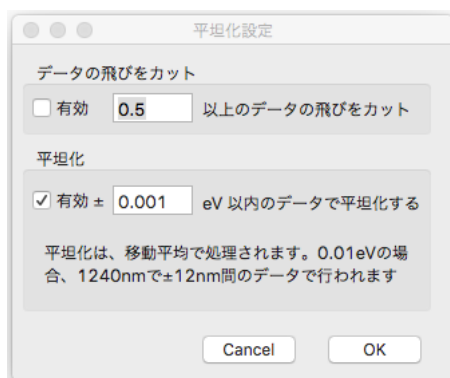 平坦化設定
データの飛びをカット
有効 0.5 以上のデータの飛びをカット
平坦化
有効 ± 0.001 eV 以内のデータで平坦化する
平坦化は、移動平均で処理されます。0.01eVの場
合、1240nmで±12nm間のデータで行われます
Cancel OK